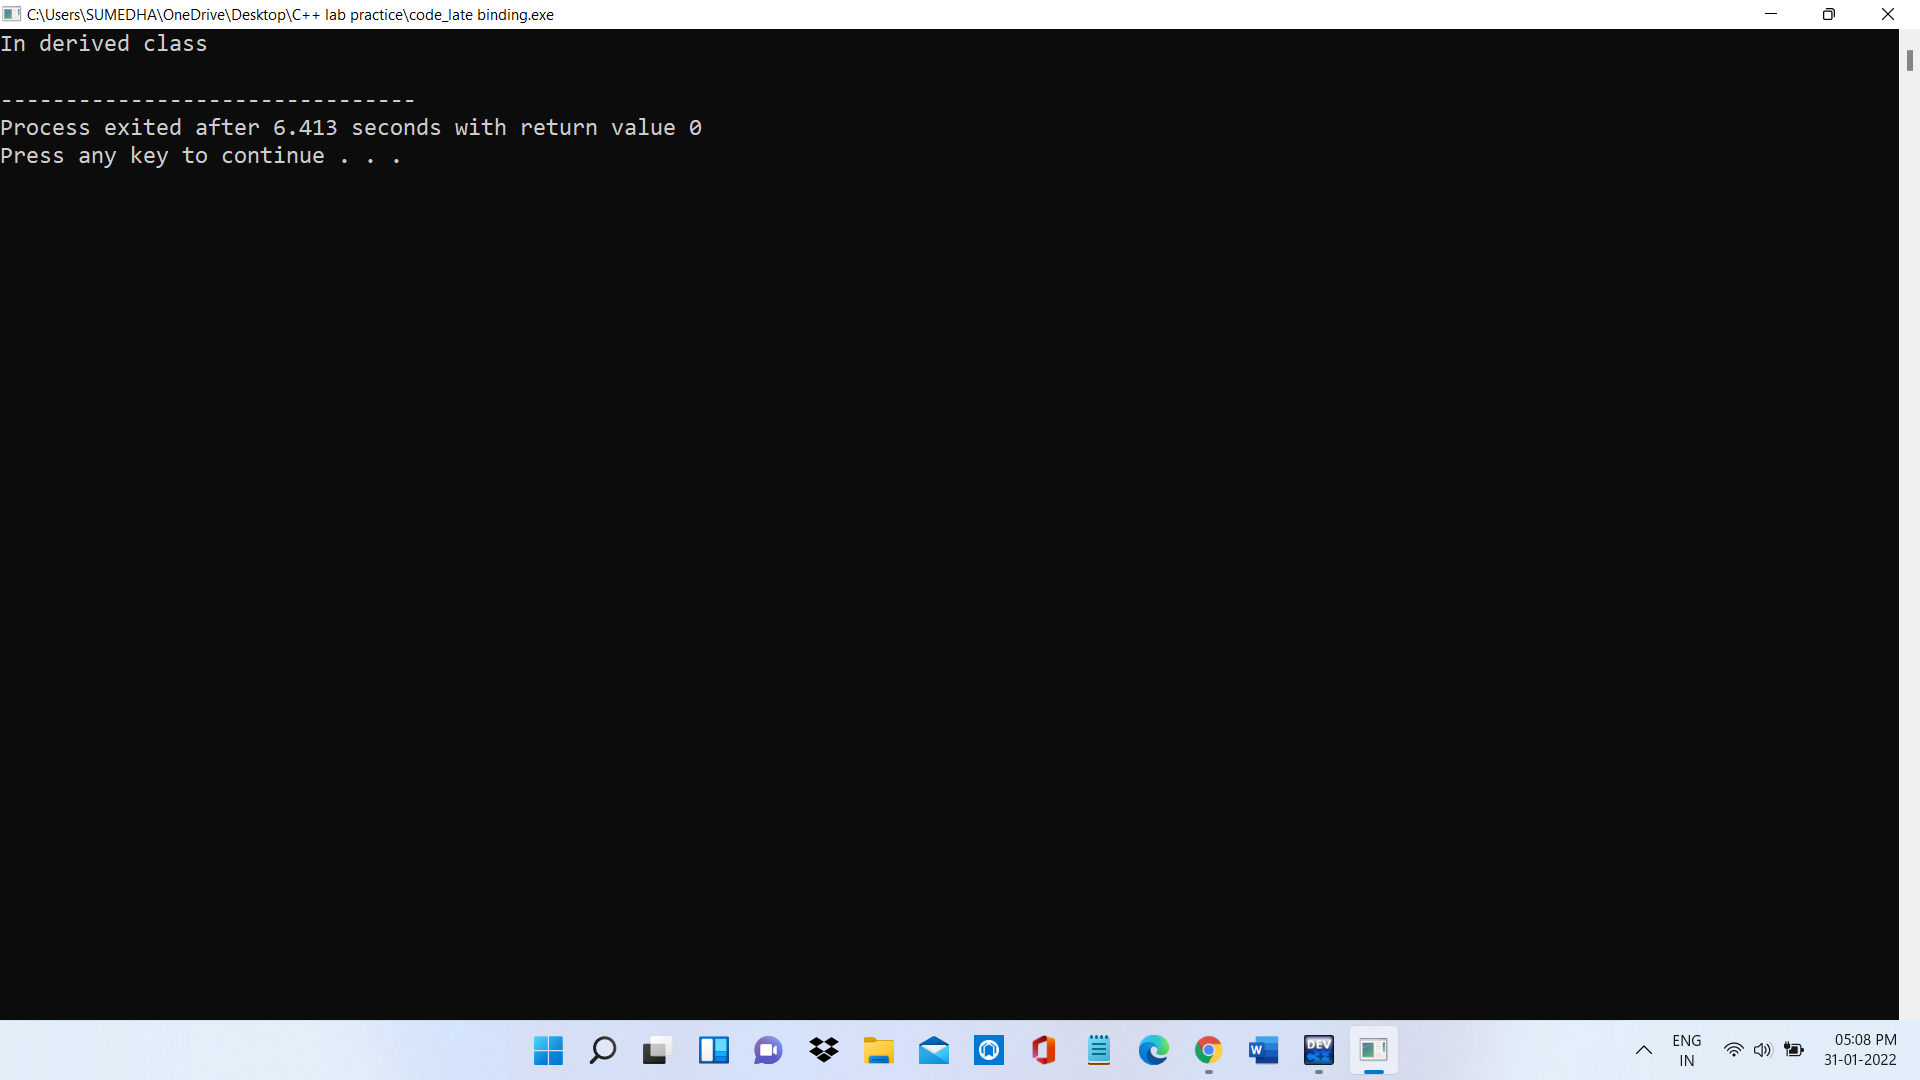 C:\Users\SUMEDHA\OneDrive\Desktop\C++ lab practice\code_late binding.exe
In derived class
--------------------------------
Process exited after 6.413 seconds with return value 0
Press any key to continue . . .
W
DEV
C++
ENG
IN
05:08 PM
31-01-2022